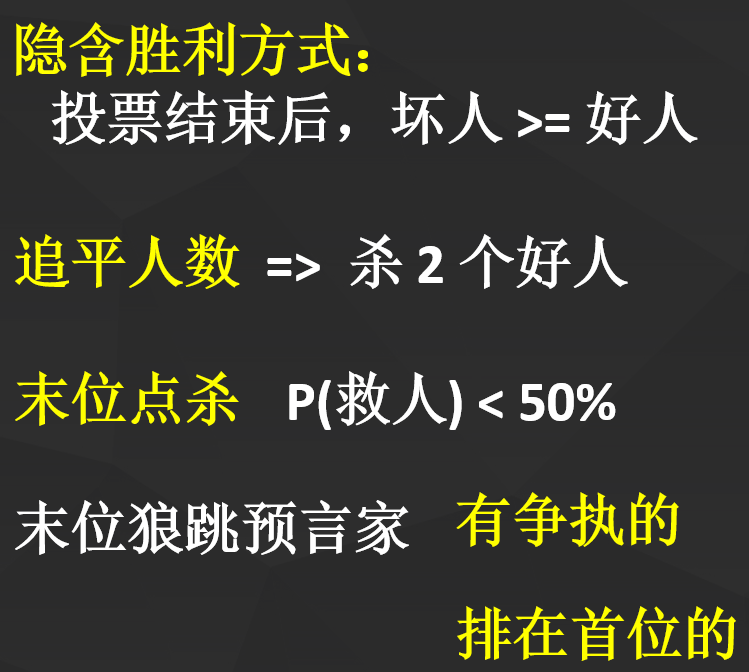 隐含胜利方式：
投票结束后，坏人 >= 好人
追平人数 => 杀 2 个好人
末位点杀 P(救人) < 50%
末位狼跳预言家 有争执的
排在首位的